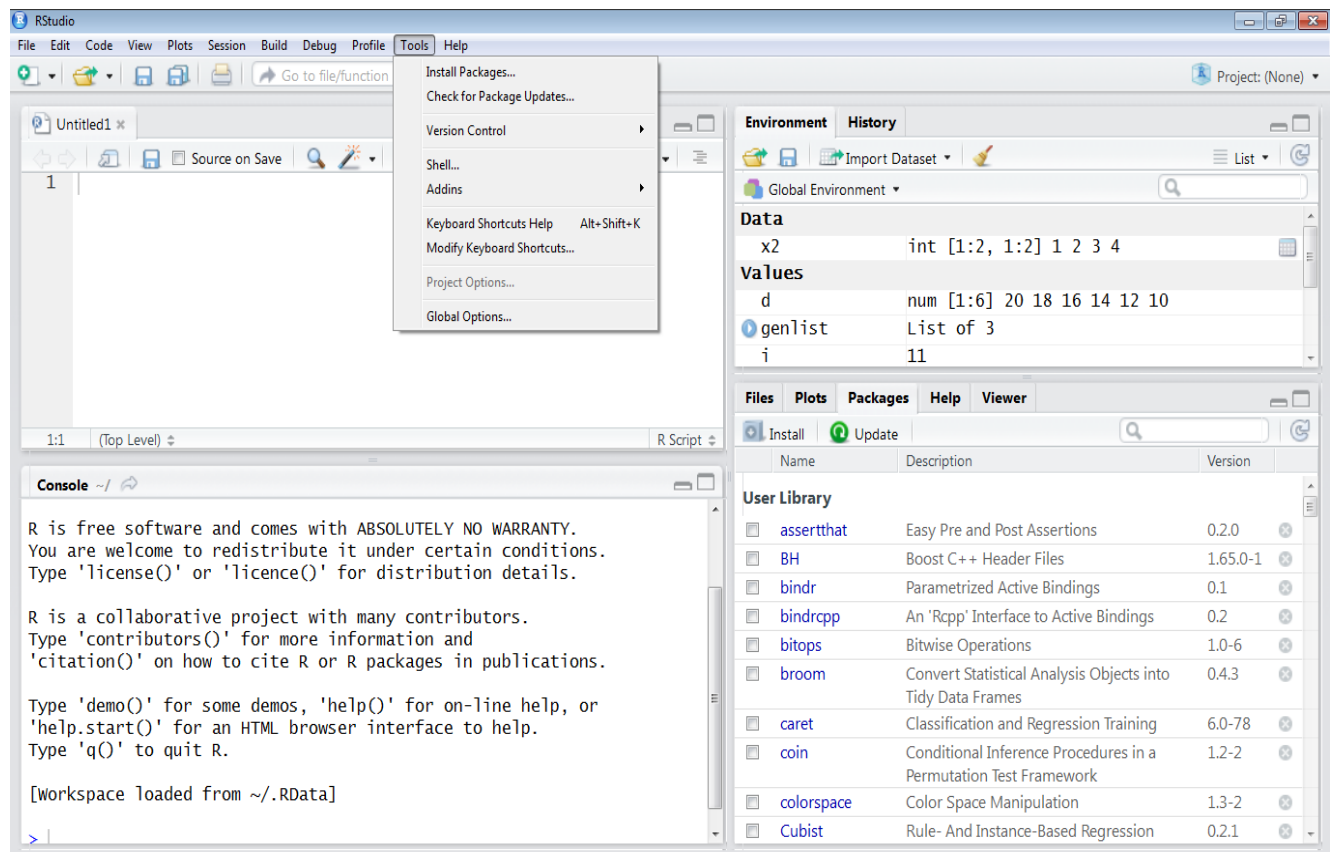 RStudio
File Edit Code View Plots Session Build Debug Profile Tools Help
Go to file/function
Project: (None)
Install Packages...
Check for Package Updates...
Version Control
Shell...
Addins
Keyboard Shortcuts Help Alt+Shift+K
Modify Keyboard Shortcuts...
Project Options...
Global Options...
Untitled1
Source on Save
1
1:1 (Top Level) R Script
Console ~/
R is free software and comes with ABSOLUTELY NO WARRANTY.
You are welcome to redistribute it under certain conditions.
Type 'license()' or 'licence()' for distribution details.
R is a collaborative project with many contributors.
Type 'contributors()' for more information and
'citation()' on how to cite R or R packages in publications.
Type 'demo()' for some demos, 'help()' for on-line help, or
'help.start()' for an HTML browser interface to help.
Type 'q()' to quit R.
[Workspace loaded from ~/.RData]
>
Environment History
Import Dataset List
Global Environment
Data
x2 int [1:2, 1:2] 1 2 3 4
Values
d num [1:6] 20 18 16 14 12 10
genlist List of 3
i 11
Files Plots Packages Help Viewer
Install Update
Name Description Version
User Library
assertthat Easy Pre and Post Assertions 0.2.0
BH Boost C++ Header Files 1.65.0-1
bindr Parametrized Active Bindings 0.1
bindrcpp An 'Rcpp' Interface to Active Bindings 0.2
bitops Bitwise Operations 1.0-6
broom Convert Statistical Analysis Objects into 0.4.3
Tidy Data Frames
caret Classification and Regression Training 6.0-78
coin Conditional Inference Procedures in a 1.2-2
Permutation Test Framework
colorspace Color Space Manipulation 1.3-2
Cubist Rule- And Instance-Based Regression 0.2.1